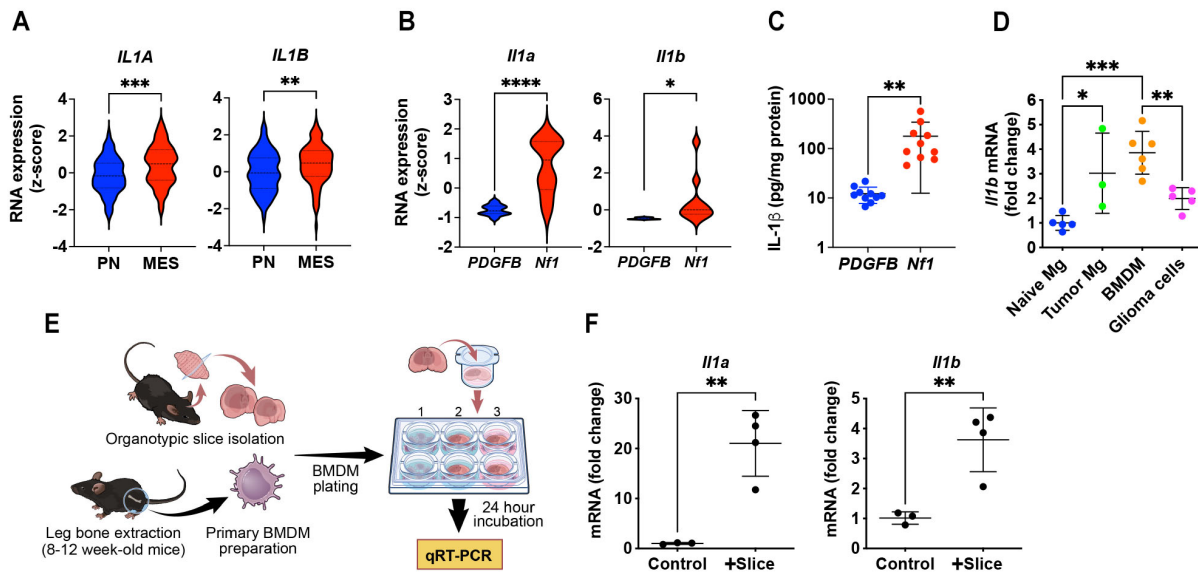 A
IL1A
***
RNA expression
(z-score)
4
2
0
-2
-4
PN
MES
IL1B
**
4
2
0
-2
-4
PN
MES
B
Il1a
****
RNA expression
(z-score)
3
2
1
0
-1
-2
PDGFB
Nf1
Il1b
*
6
4
2
0
-2
PDGFB
Nf1
C
**
IL-1β (pg/mg protein)
1000
100
10
1
PDGFB
Nf1
D
***
*
**
Il1b mRNA
(fold change)
6
5
4
3
2
1
0
Naive Mg
Tumor Mg
BMDM
Glioma cells
E
Organotypic slice isolation
Leg bone extraction
(8-12 week-old mice)
Primary BMDM
preparation
BMDM
plating
1 2 3
24 hour
incubation
qRT-PCR
F
Il1a
**
mRNA (fold change)
30
20
10
0
Control
+Slice
Il1b
**
mRNA (fold change)
5
4
3
2
1
0
Control
+Slice